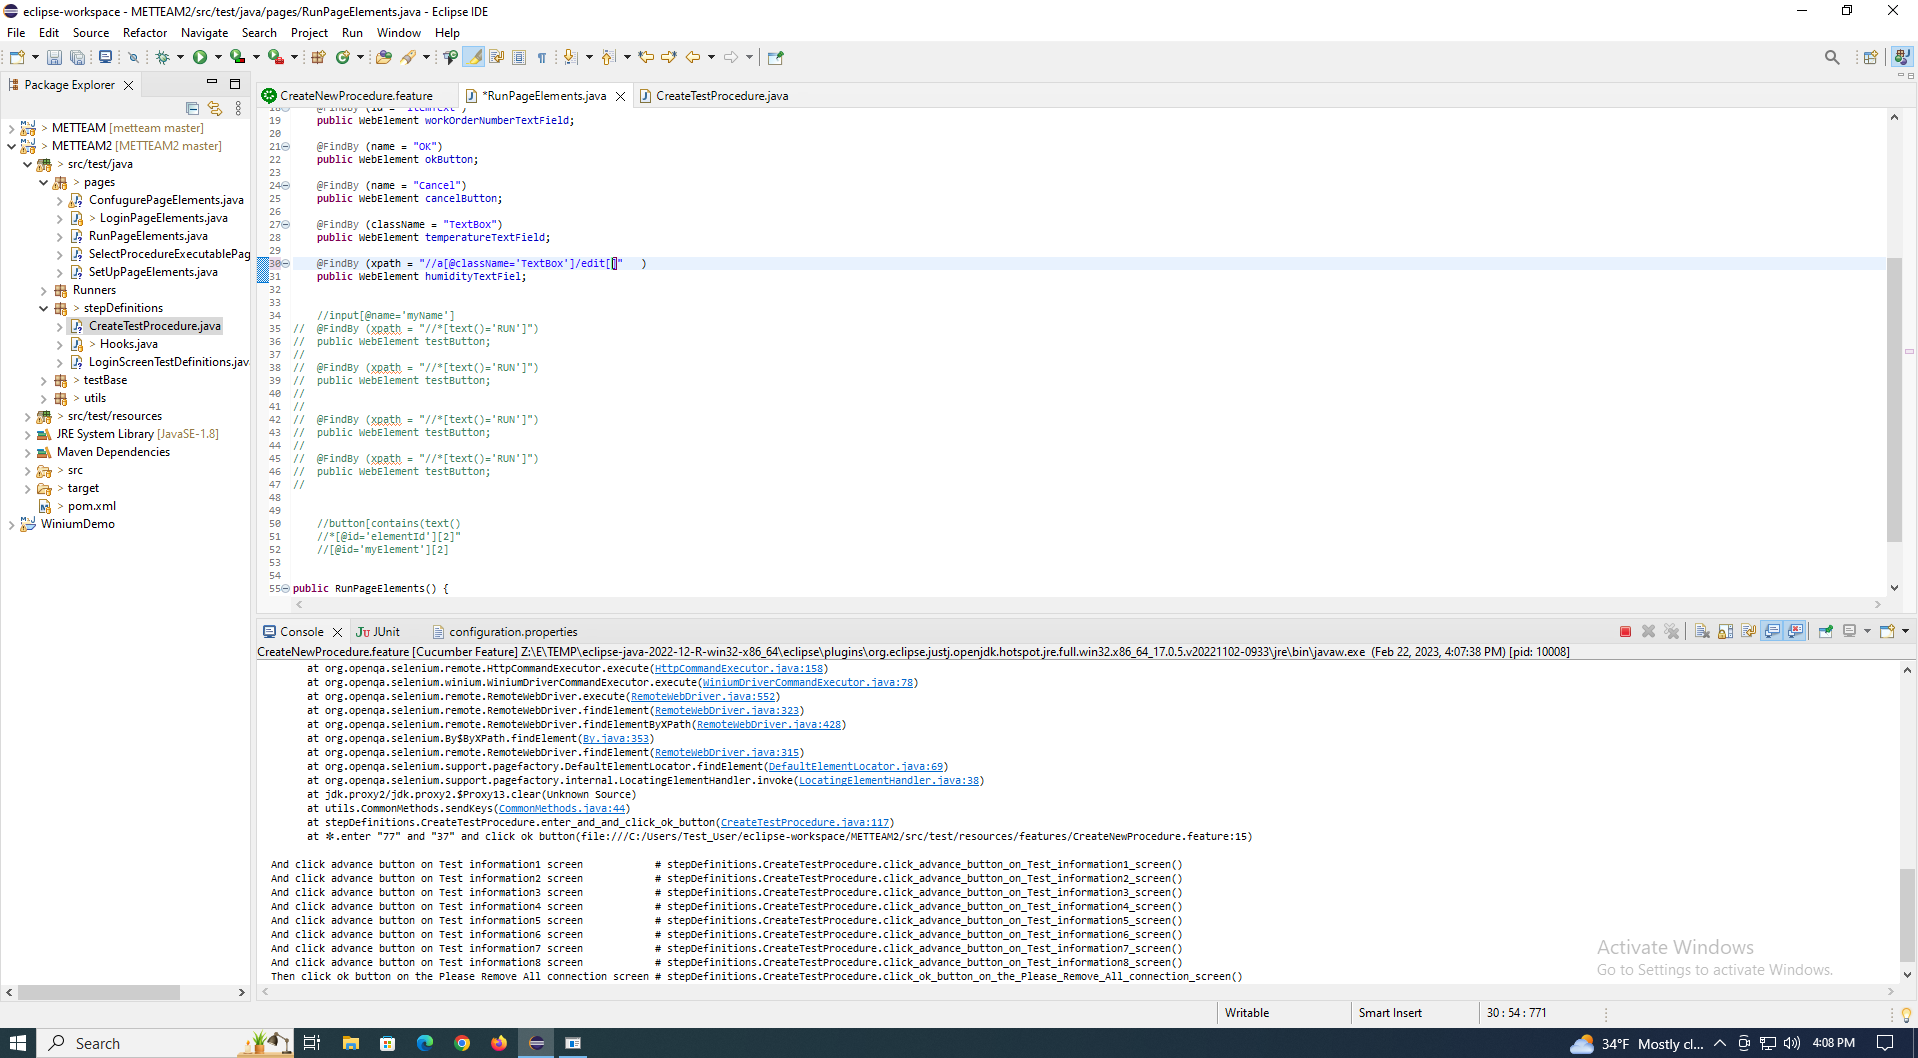 eclipse-workspace - METTEAM2/src/test/java/pages/RunPageElements.java - Eclipse IDE
File Edit Source Refactor Navigate Search Project Run Window Help
Package Explorer
> METTEAM [metteam master]
> METTEAM2 [METTEAM2 master]
> src/test/java
> pages
ConfugurePageElements.java
> LoginPageElements.java
RunPageElements.java
SelectProcedureExecutablePag
SetUpPageElements.java
Runners
> stepDefinitions
CreateTestProcedure.java
> Hooks.java
LoginScreenTestDefinitions.jav
> testBase
> utils
> src/test/resources
JRE System Library [JavaSE-1.8]
Maven Dependencies
> src
> target
> pom.xml
WiniumDemo
CreateNewProcedure.feature *RunPageElements.java CreateTestProcedure.java
18 @FindBy (id = "ItemText")
19 public WebElement workOrderNumberTextField;
20
21 @FindBy (name = "OK")
22 public WebElement okButton;
23
24 @FindBy (name = "Cancel")
25 public WebElement cancelButton;
26
27 @FindBy (className = "TextBox")
28 public WebElement temperatureTextField;
29
30 @FindBy (xpath = "//a[@className='TextBox']/edit[]" )
31 public WebElement humidityTextFiel;
32
33
34 //input[@name='myName']
35 // @FindBy (xpath = "//*[text()='RUN']")
36 // public WebElement testButton;
37 //
38 // @FindBy (xpath = "//*[text()='RUN']")
39 // public WebElement testButton;
40 //
41 //
42 // @FindBy (xpath = "//*[text()='RUN']")
43 // public WebElement testButton;
44 //
45 // @FindBy (xpath = "//*[text()='RUN']")
46 // public WebElement testButton;
47 //
48
49
50 //button[contains(text()
51 //*[@id='elementId'][2]"
52 //[@id='myElement'][2]
53
54
55 public RunPageElements() {
Console JUnit configuration.properties
CreateNewProcedure.feature [Cucumber Feature] Z:\E\TEMP\eclipse-java-2022-12-R-win32-x86_64\eclipse\plugins\org.eclipse.justj.openjdk.hotspot.jre.full.win32.x86_64_17.0.5.v20221102-0933\jre\bin\javaw.exe (Feb 22, 2023, 4:07:38 PM) [pid: 10008]
at org.openqa.selenium.remote.HttpCommandExecutor.execute(HttpCommandExecutor.java:158)
at org.openqa.selenium.winium.WiniumDriverCommandExecutor.execute(WiniumDriverCommandExecutor.java:78)
at org.openqa.selenium.remote.RemoteWebDriver.execute(RemoteWebDriver.java:552)
at org.openqa.selenium.remote.RemoteWebDriver.findElement(RemoteWebDriver.java:323)
at org.openqa.selenium.remote.RemoteWebDriver.findElementByXPath(RemoteWebDriver.java:428)
at org.openqa.selenium.By$ByXPath.findElement(By.java:353)
at org.openqa.selenium.remote.RemoteWebDriver.findElement(RemoteWebDriver.java:315)
at org.openqa.selenium.support.pagefactory.DefaultElementLocator.findElement(DefaultElementLocator.java:69)
at org.openqa.selenium.support.pagefactory.internal.LocatingElementHandler.invoke(LocatingElementHandler.java:38)
at jdk.proxy2/jdk.proxy2.$Proxy13.clear(Unknown Source)
at utils.CommonMethods.sendKeys(CommonMethods.java:44)
at stepDefinitions.CreateTestProcedure.enter_and_and_click_ok_button(CreateTestProcedure.java:117)
at ✽.enter "77" and "37" and click ok button(file:///C:/Users/Test_User/eclipse-workspace/METTEAM2/src/test/resources/features/CreateNewProcedure.feature:15)
And click advance button on Test information1 screen # stepDefinitions.CreateTestProcedure.click_advance_button_on_Test_information1_screen()
And click advance button on Test information2 screen # stepDefinitions.CreateTestProcedure.click_advance_button_on_Test_information2_screen()
And click advance button on Test information3 screen # stepDefinitions.CreateTestProcedure.click_advance_button_on_Test_information3_screen()
And click advance button on Test information4 screen # stepDefinitions.CreateTestProcedure.click_advance_button_on_Test_information4_screen()
And click advance button on Test information5 screen # stepDefinitions.CreateTestProcedure.click_advance_button_on_Test_information5_screen()
And click advance button on Test information6 screen # stepDefinitions.CreateTestProcedure.click_advance_button_on_Test_information6_screen()
And click advance button on Test information7 screen # stepDefinitions.CreateTestProcedure.click_advance_button_on_Test_information7_screen()
And click advance button on Test information8 screen # stepDefinitions.CreateTestProcedure.click_advance_button_on_Test_information8_screen()
Then click ok button on the Please Remove All connection screen # stepDefinitions.CreateTestProcedure.click_ok_button_on_the_Please_Remove_All_connection_screen()
Activate Windows
Go to Settings to activate Windows.
Writable Smart Insert 30 : 54 : 771
Search 34°F Mostly cl... 4:08 PM